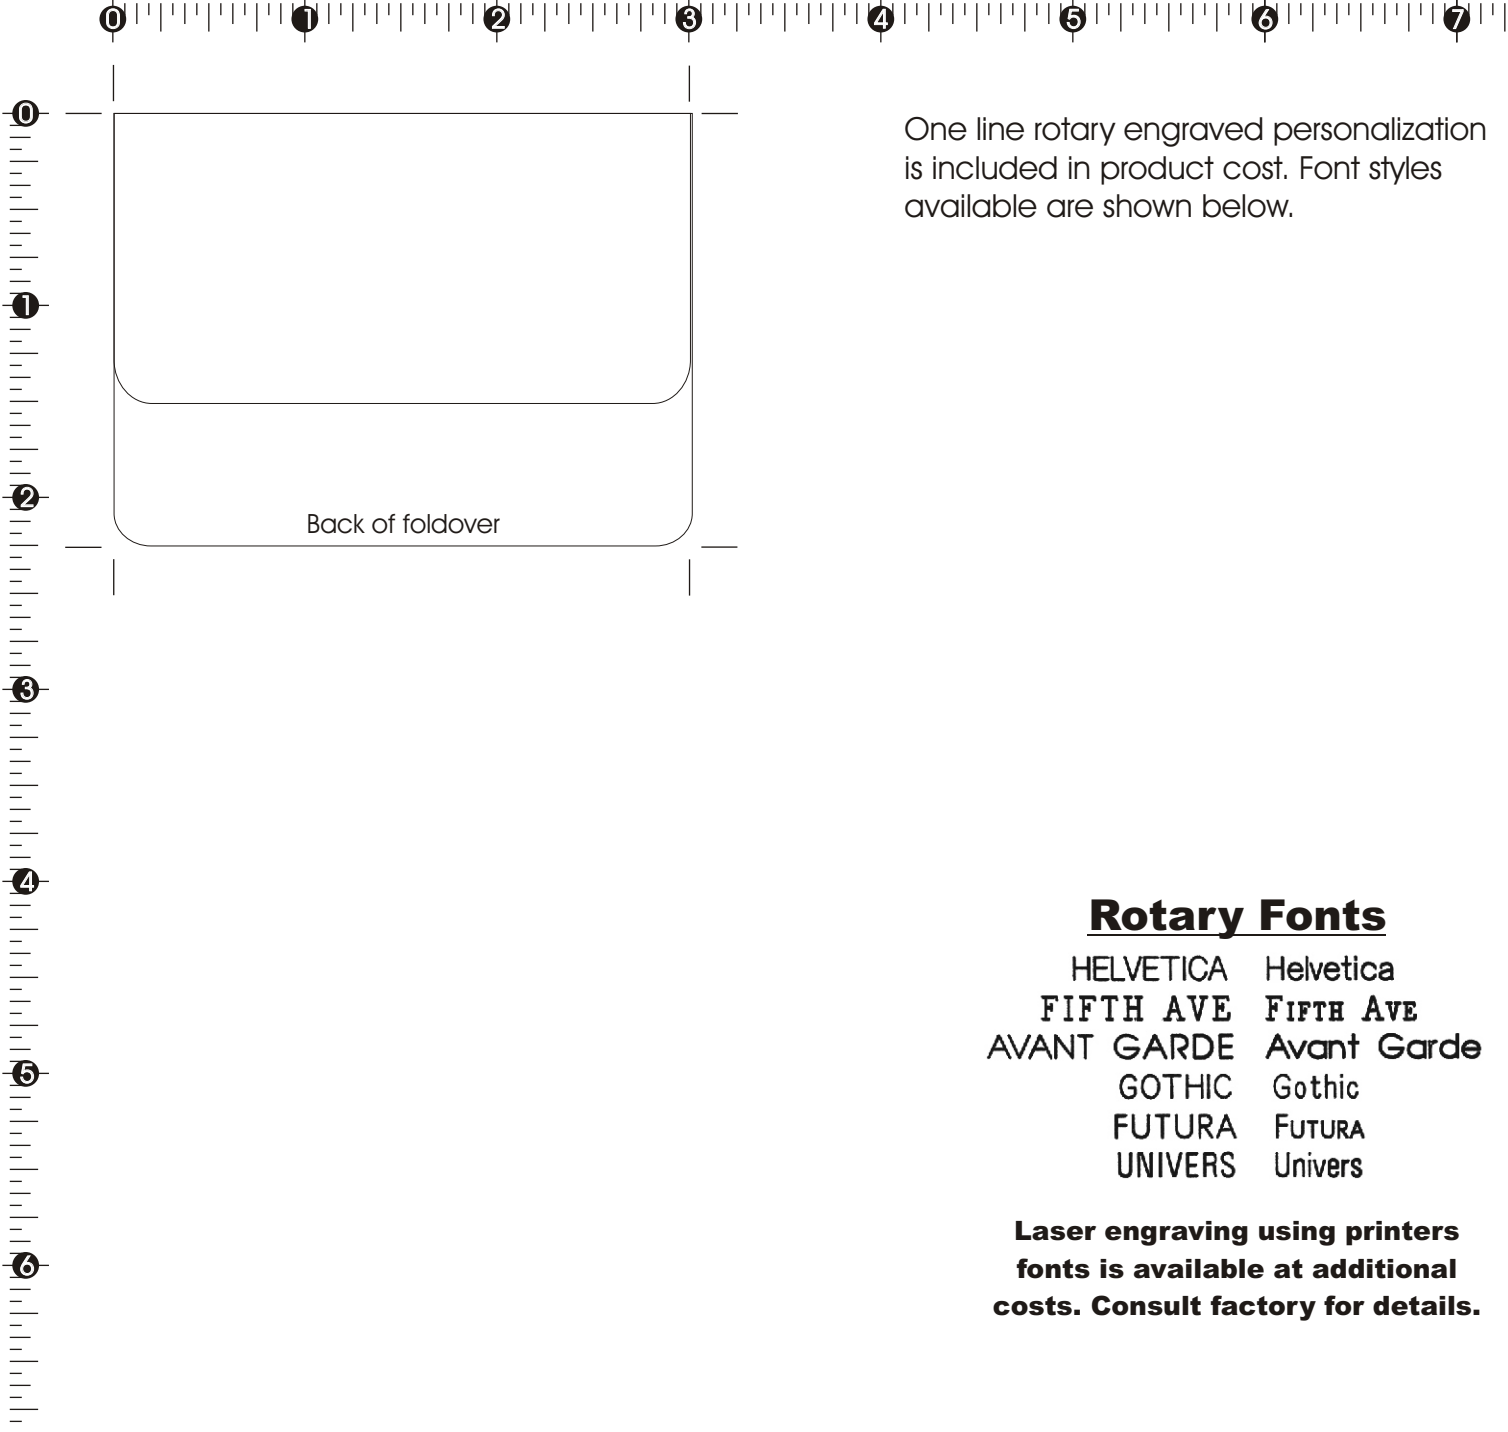 0 1 2 3 4 5 6 7
0
One line rotary engraved personalization
is included in product cost. Font styles
available are shown below.
1
2
Back of foldover
3
4
Rotary Fonts
HELVETICA Helvetica
FIFTH AVE FIFTH AVE
AVANT GARDE Avant Garde
5
GOTHIC Gothic
FUTURA FUTURA
UNIVERS Univers
Laser engraving using printers
6
fonts is available at additional
costs. Consult factory for details.